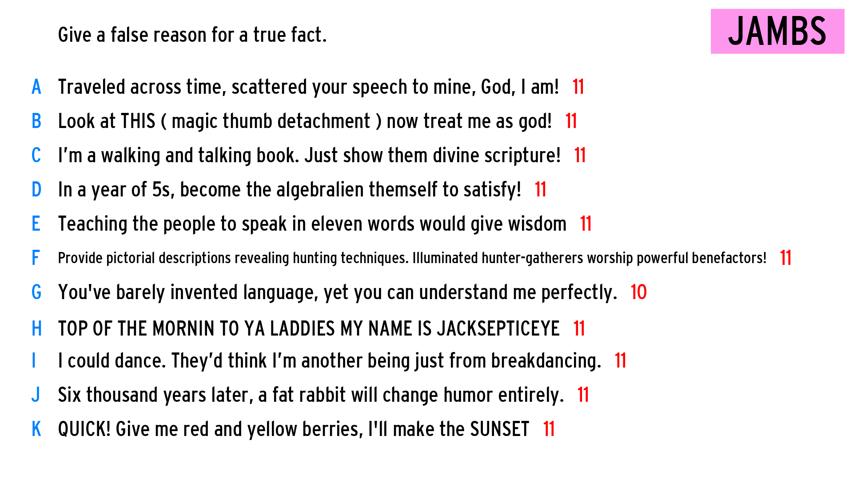 Give a false reason for a true fact.
JAMBS
A Traveled across time, scattered your speech to mine, God, I am! 11
B Look at THIS ( magic thumb detachment ) now treat me as god! 11
C I'm a walking and talking book. Just show them divine scripture! 11
D In a year of 5s, become the algebralien themself to satisfy! 11
E Teaching the people to speak in eleven words would give wisdom 11
F Provide pictorial descriptions revealing hunting techniques. Illuminated hunter-gatherers worship powerful benefactors! 11
G You've barely invented language, yet you can understand me perfectly. 10
H TOP OF THE MORNIN TO YA LADDIES MY NAME IS JACKSEPTICEYE 11
I I could dance. They'd think I'm another being just from breakdancing. 11
J Six thousand years later, a fat rabbit will change humor entirely. 11
K QUICK! Give me red and yellow berries, I'll make the SUNSET 11